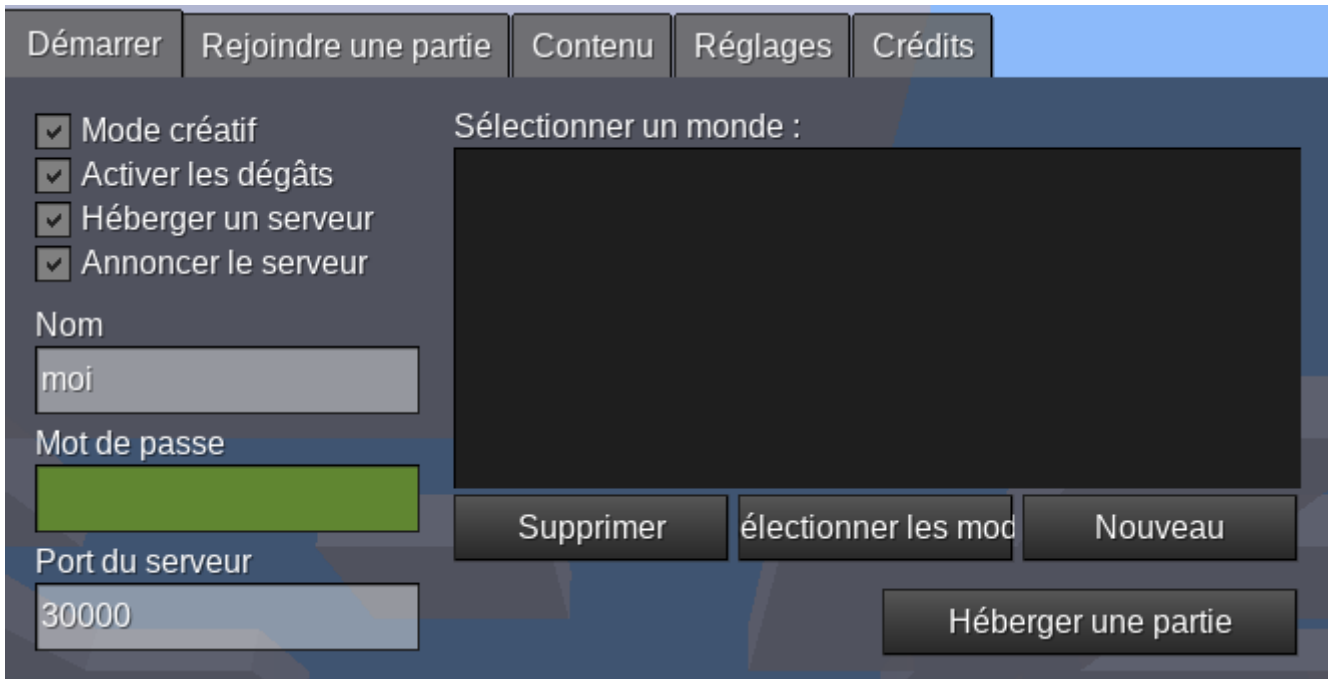 Démarrer Rejoindre une partie Contenu Réglages Crédits
Mode créatif
Activer les dégâts
Héberger un serveur
Annoncer le serveur
Nom
moi
Mot de passe
Port du serveur
30000
Sélectionner un monde :
Supprimer électionner les mod Nouveau
Héberger une partie